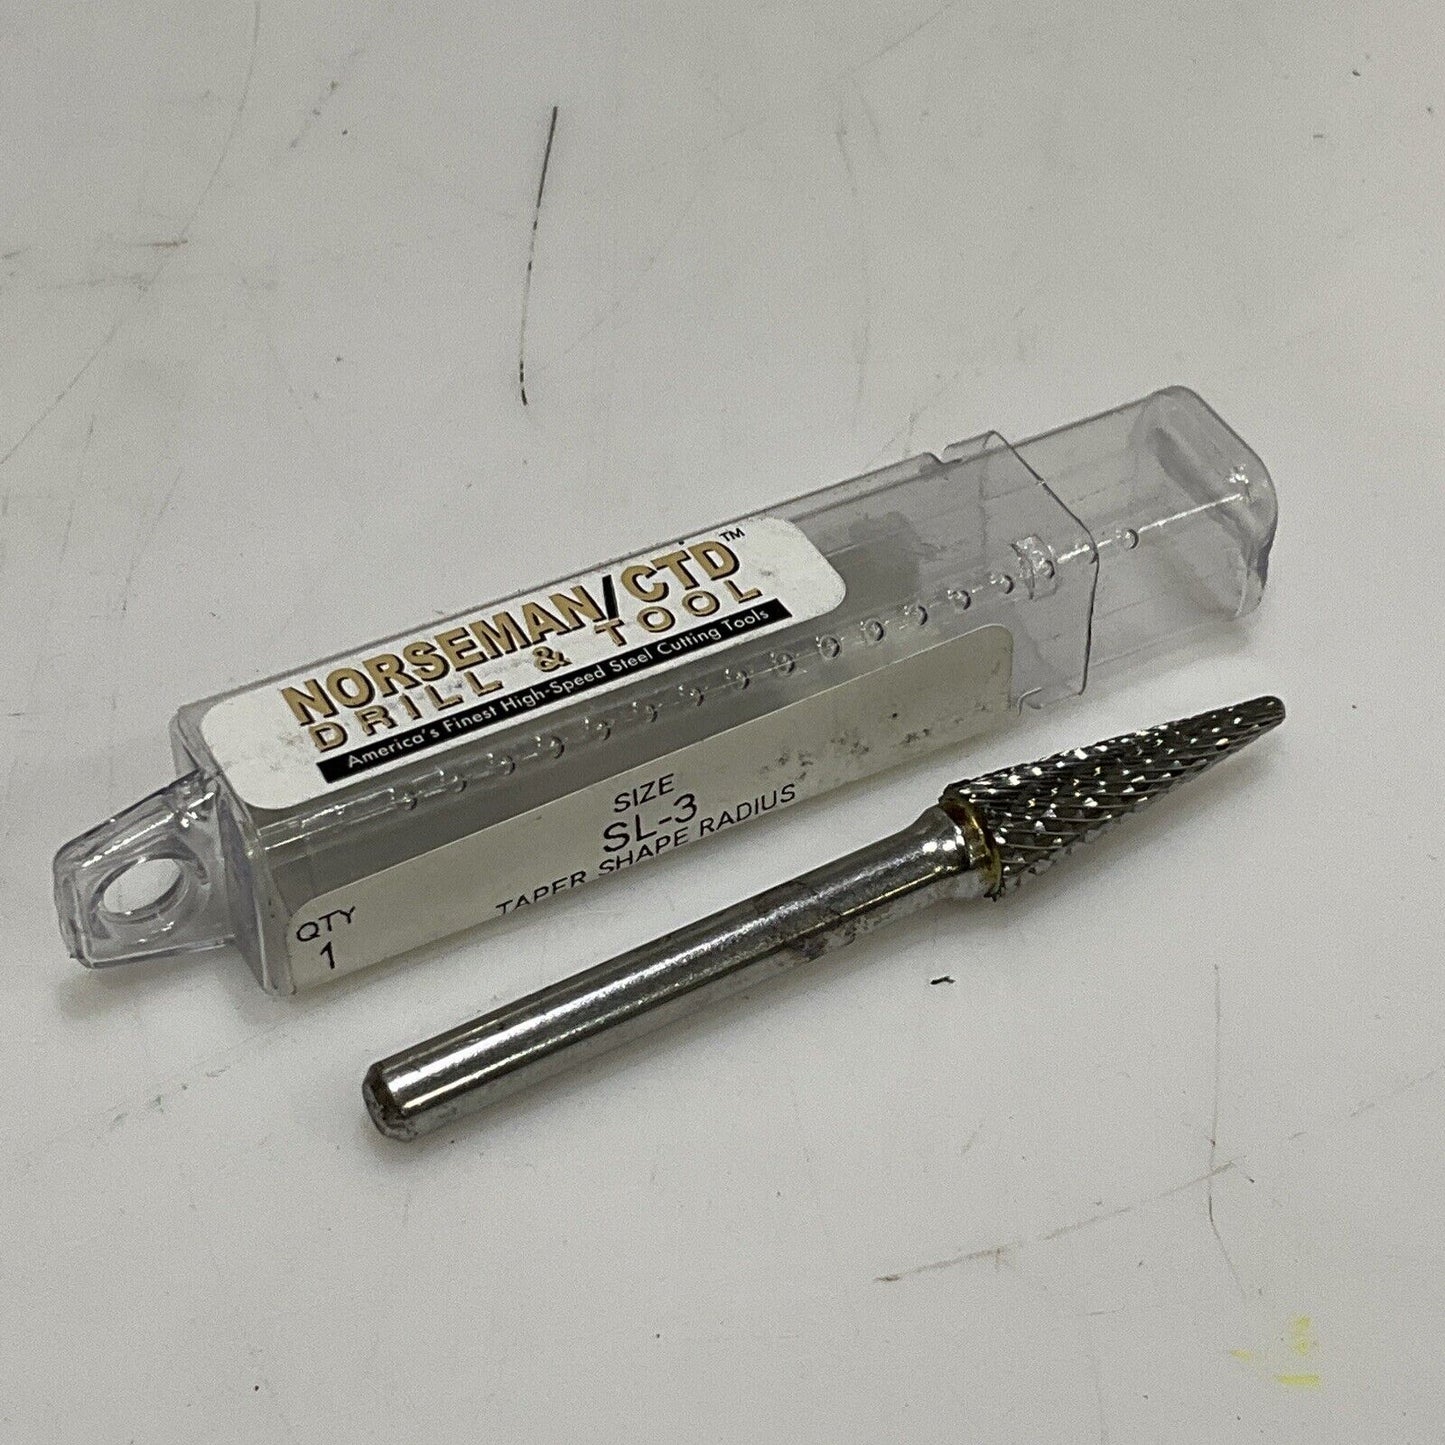 NORSEMAN/CTD™
DRILL & TOOL
America's Finest High-Speed Steel Cutting Tools
SIZE
SL-3
TAPER SHAPE RADIUS
QTY
1